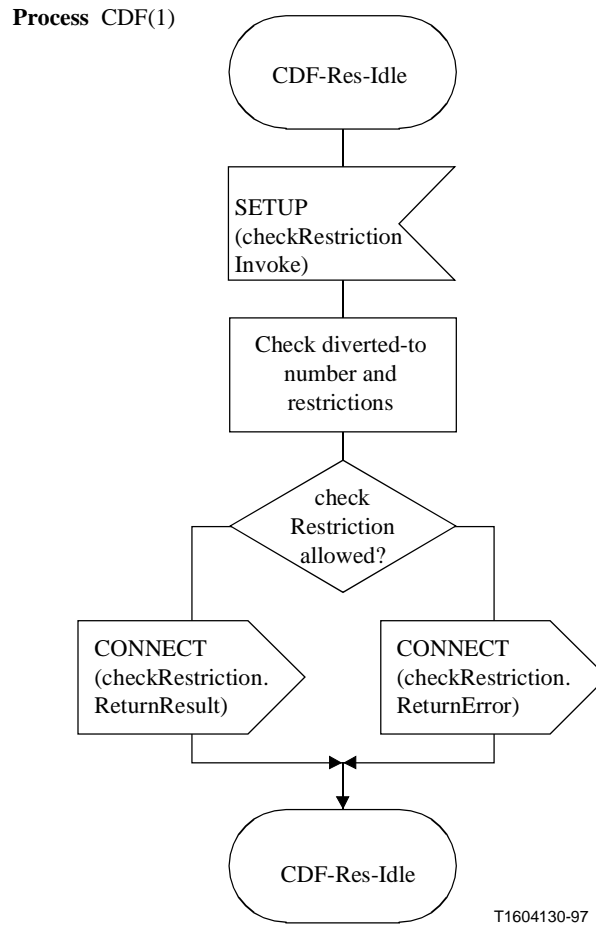 Process CDF(1)
CDF-Res-Idle
SETUP
(checkRestriction
Invoke)
Check diverted-to
number and
restrictions
check
Restriction
allowed?
CONNECT
(checkRestriction.
ReturnResult)
CONNECT
(checkRestriction.
ReturnError)
CDF-Res-Idle
T1604130-97